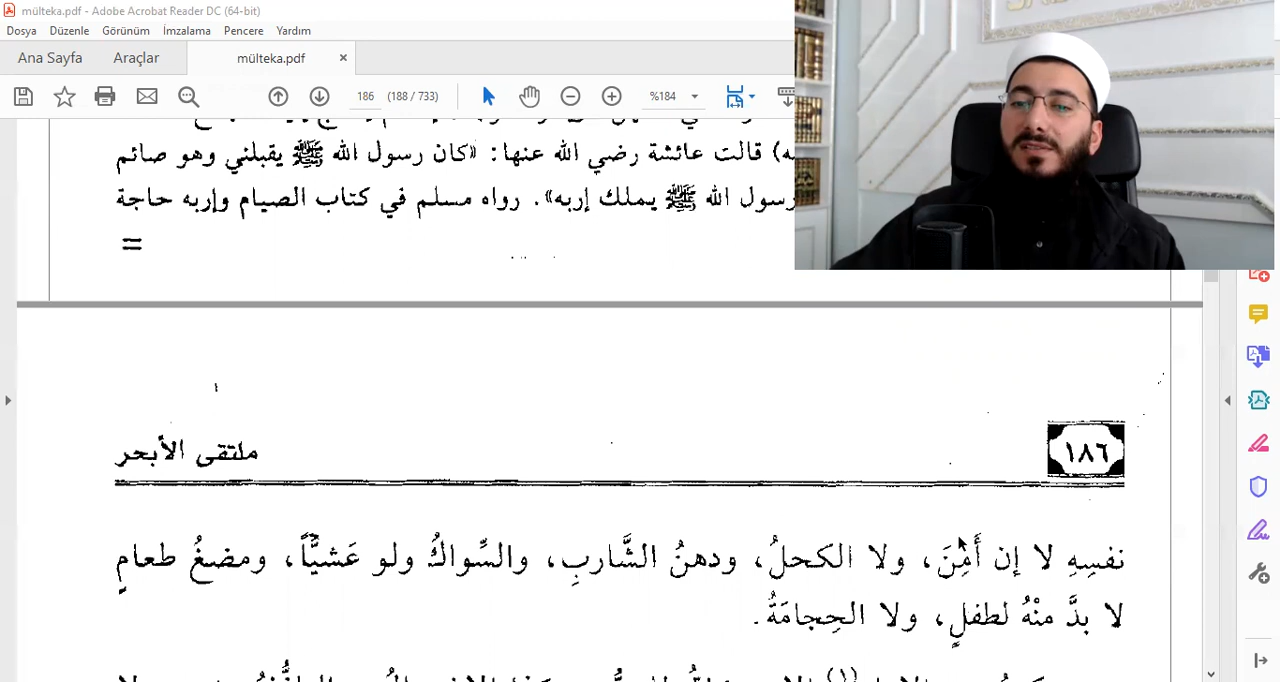 mülteka.pdf - Adobe Acrobat Reader DC (64-bit)
Dosya Düzenle Görünüm İmzalama Pencere Yardım
Ana Sayfa Araçlar mülteka.pdf ×
186 (188 / 733) %184
قالت عائشة رضي الله عنها: «كان رسول الله ﷺ يقبلني وهو صائم
رسول الله ﷺ يملك إربه». رواه مسلم في كتاب الصيام وإربه حاجة
=
١٨٦ ملتقى الأبحر
نفسِهِ لا إن أَمِنَ، ولا الكحلُ، ودهنُ الشَّاربِ، والسِّواكُ ولو عَشيًّاً، ومضغُ طعامٍ
لا بدَّ منْهُ لطفلٍ، ولا الحِجامَةُ.